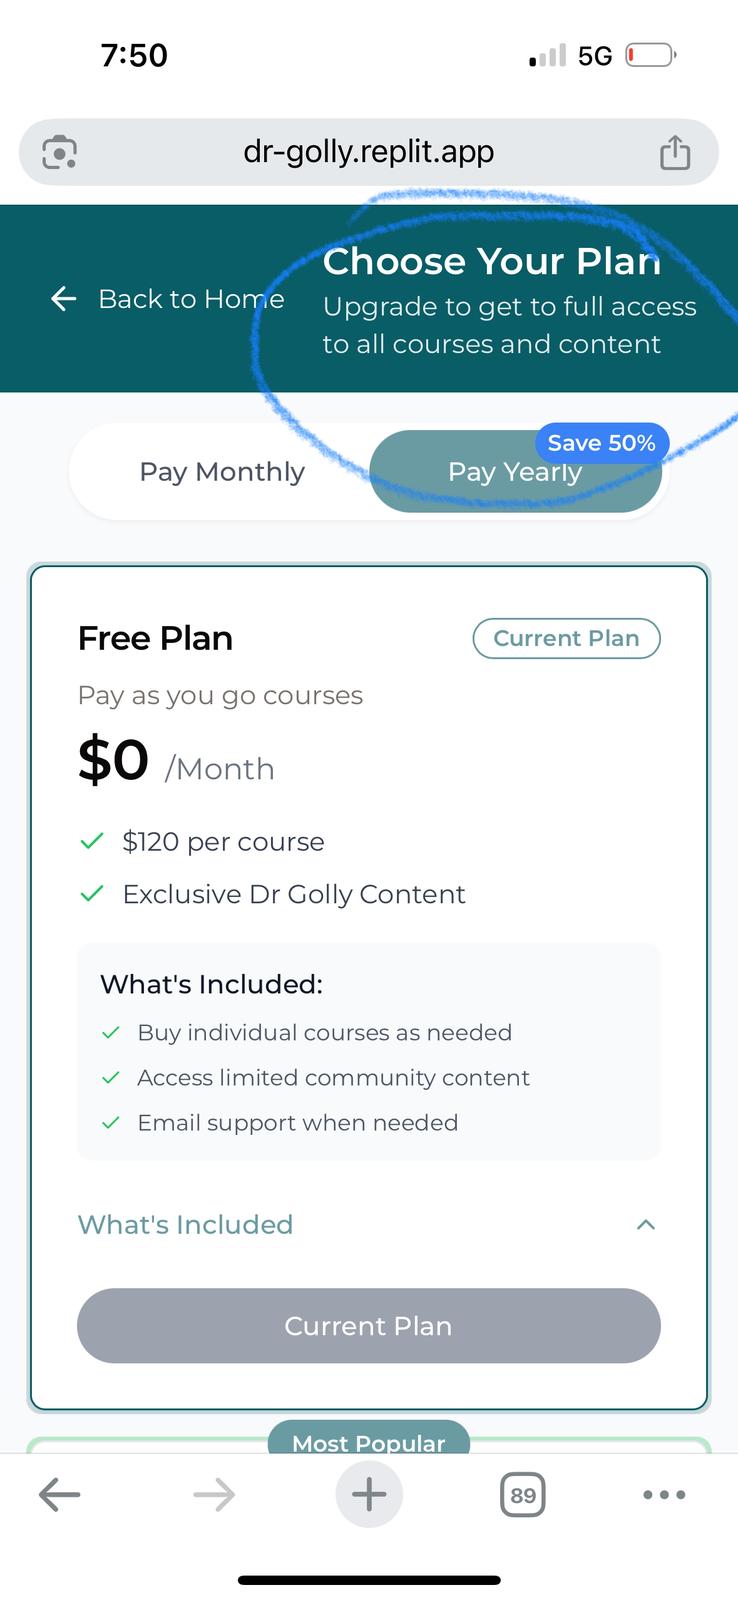 7:50
5G
dr-golly.replit.app
Back to Home
Choose Your Plan
Upgrade to get to full access
to all courses and content
Save 50%
Pay Monthly
Pay Yearly
Free Plan
Current Plan
Pay as you go courses
$0 /Month
$120 per course
Exclusive Dr Golly Content
What's Included:
Buy individual courses as needed
Access limited community content
Email support when needed
What's Included
Current Plan
Most Popular
89